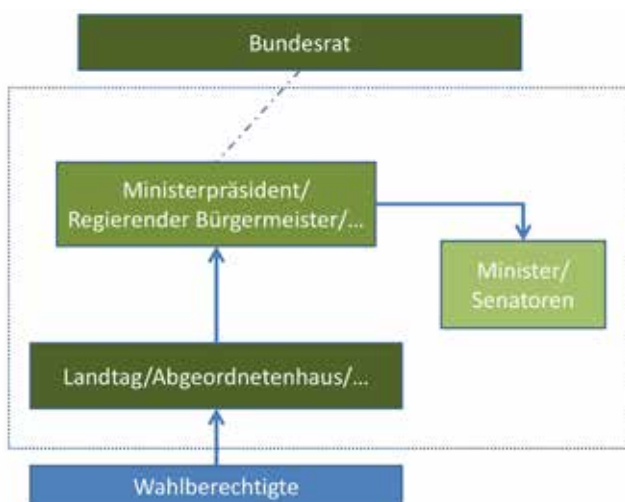 Bundesrat
Ministerpräsident/
Regierender Bürgermeister/...
Minister/
Senatoren
Landtag/Abgeordnetenhaus/...
Wahlberechtigte